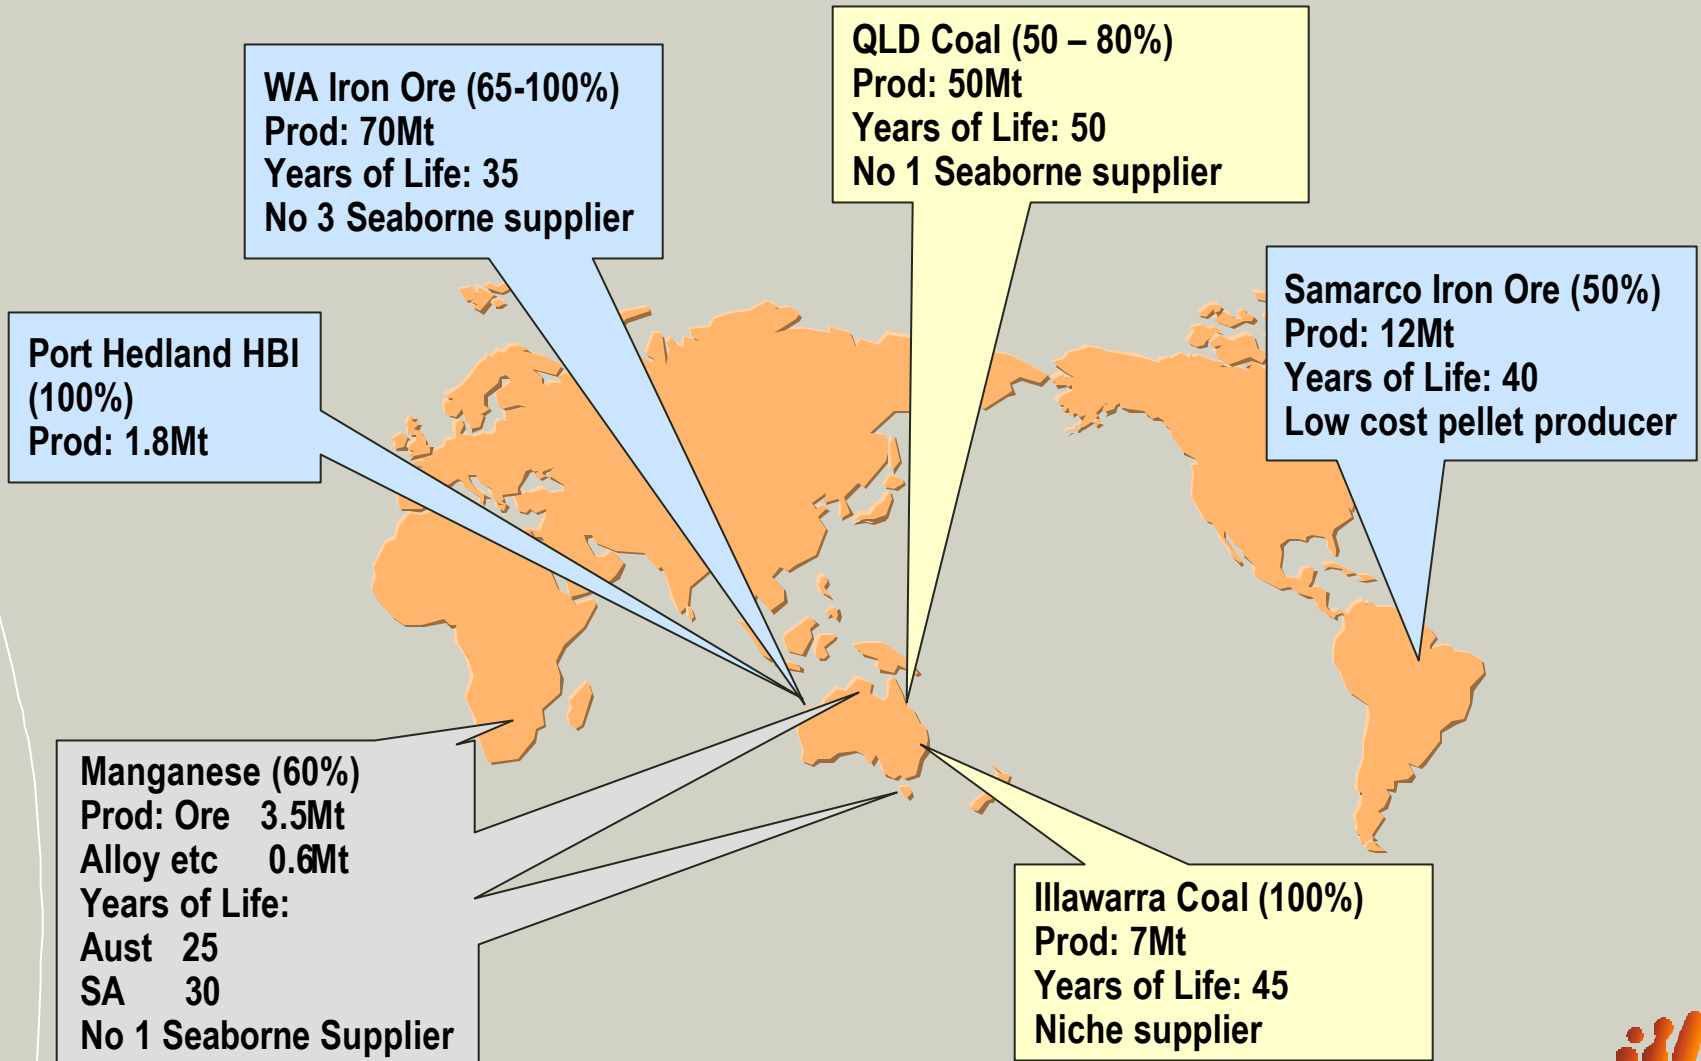 QLD Coal (50 – 80%)
Prod: 50Mt
Years of Life: 50
No 1 Seaborne supplier
WA Iron Ore (65-100%)
Prod: 70Mt
Years of Life: 35
No 3 Seaborne supplier
Samarco Iron Ore (50%)
Prod: 12Mt
Years of Life: 40
Low cost pellet producer
Port Hedland HBI
(100%)
Prod: 1.8Mt
Manganese (60%)
Prod: Ore 3.5Mt
Alloy etc 0.6Mt
Years of Life:
Aust 25
SA 30
No 1 Seaborne Supplier
Illawarra Coal (100%)
Prod: 7Mt
Years of Life: 45
Niche supplier